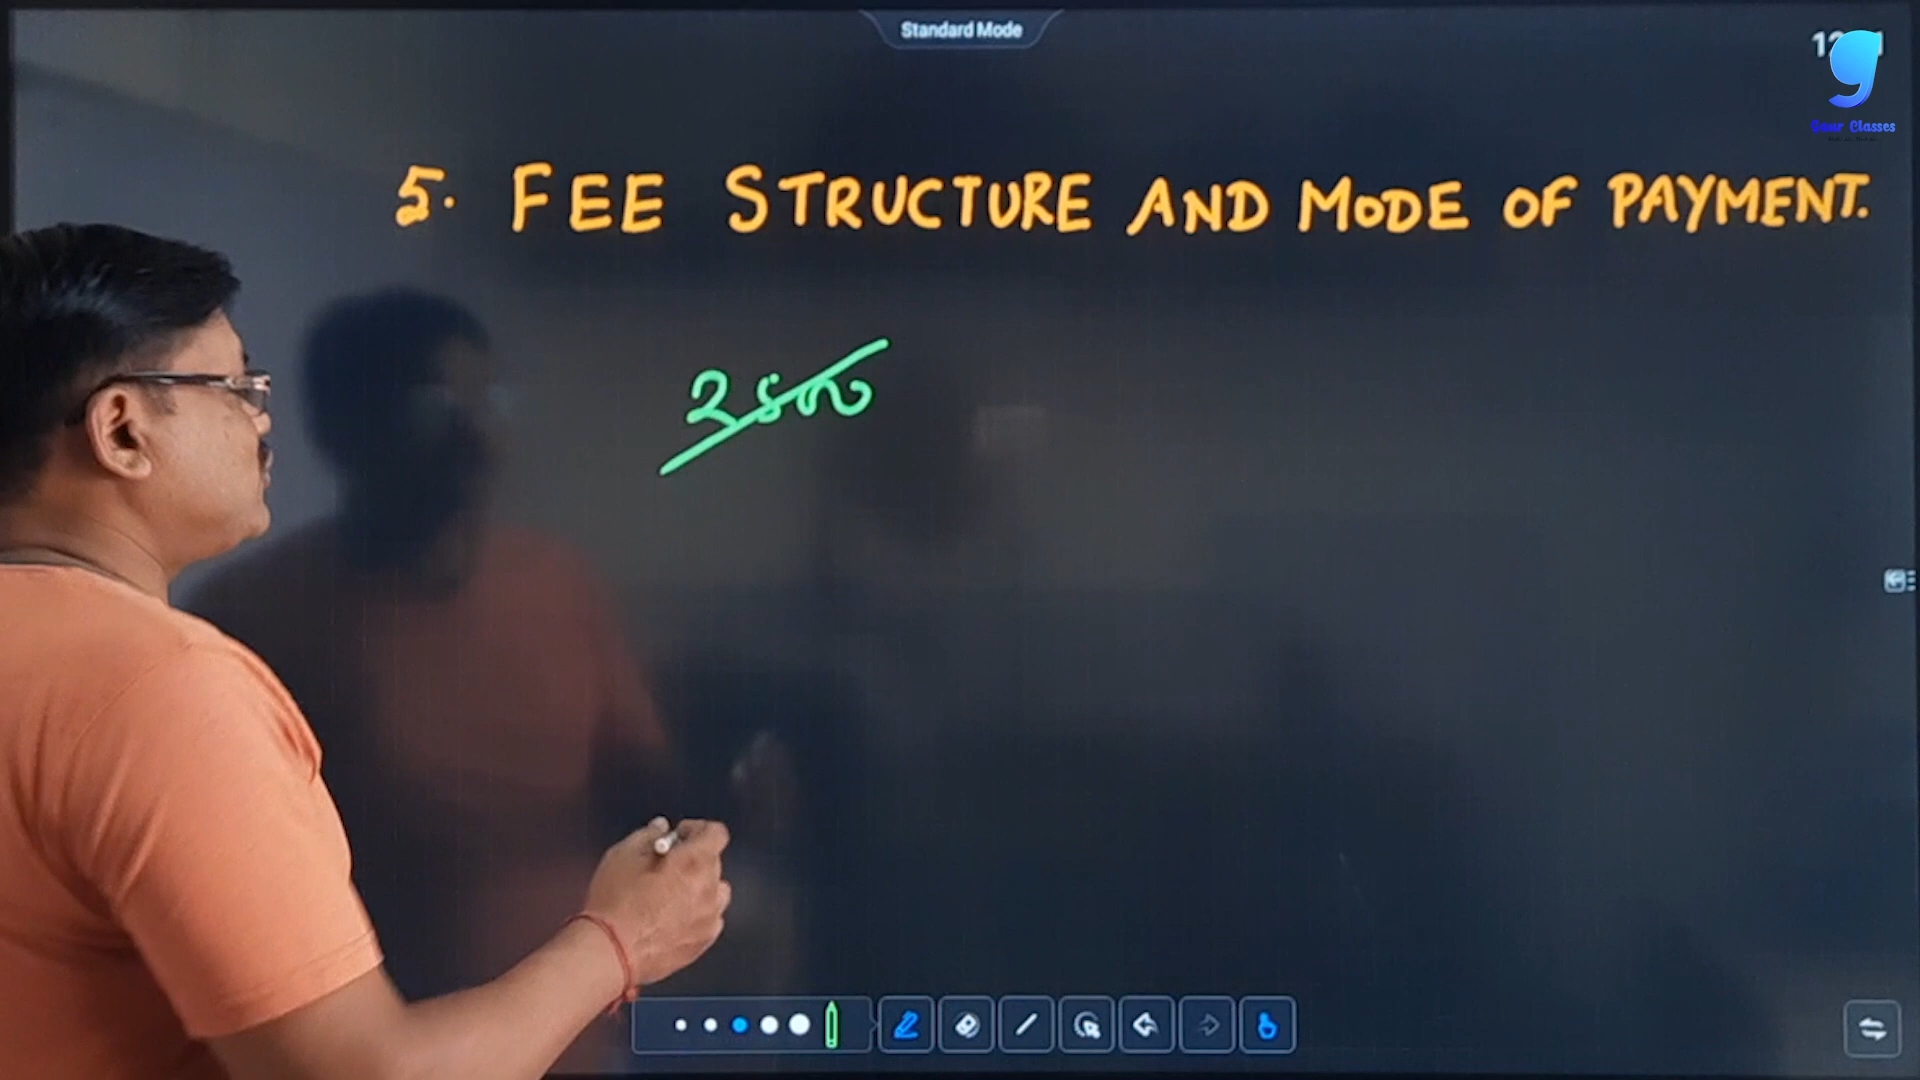 Standard Mode
Gaur Classes
5. FEE STRUCTURE AND MODE OF PAYMENT.